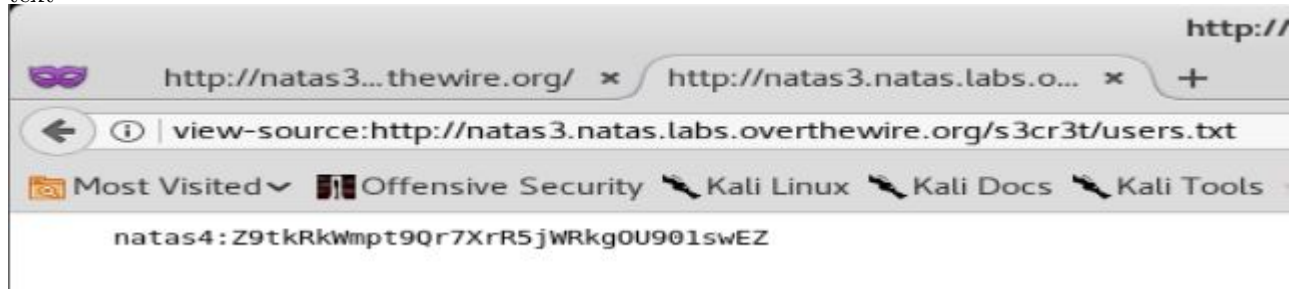 http://
http://natas3...thewire.org/ × http://natas3.natas.labs.o... × +
view-source:http://natas3.natas.labs.overthewire.org/s3cr3t/users.txt
Most Visited Offensive Security Kali Linux Kali Docs Kali Tools
natas4:Z9tkRkWmpt9Qr7XrR5jWRkgOU901swEZ